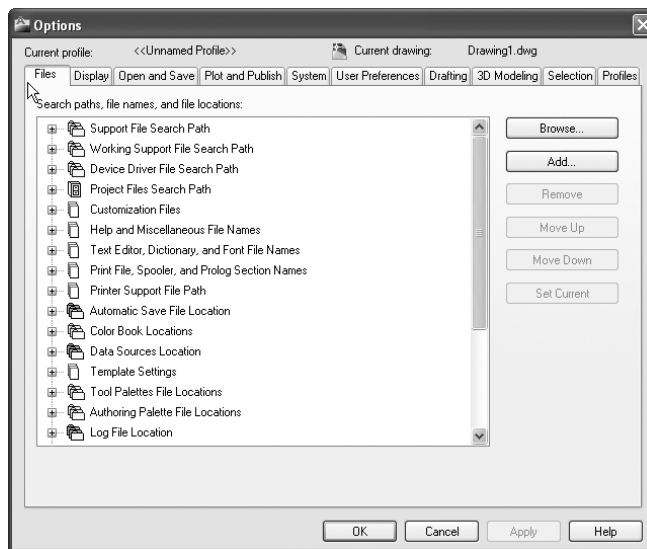 Options
Current profile: <<Unnamed Profile>> Current drawing: Drawing1.dwg
Files Display Open and Save Plot and Publish System User Preferences Drafting 3D Modeling Selection Profiles
Search paths, file names, and file locations:
Support File Search Path
Working Support File Search Path
Device Driver File Search Path
Project Files Search Path
Customization Files
Help and Miscellaneous File Names
Text Editor, Dictionary, and Font File Names
Print File, Spooler, and Prolog Section Names
Printer Support File Path
Automatic Save File Location
Color Book Locations
Data Sources Location
Template Settings
Tool Palettes File Locations
Authoring Palette File Locations
Log File Location
Browse...
Add...
Remove
Move Up
Move Down
Set Current
OK Cancel Apply Help